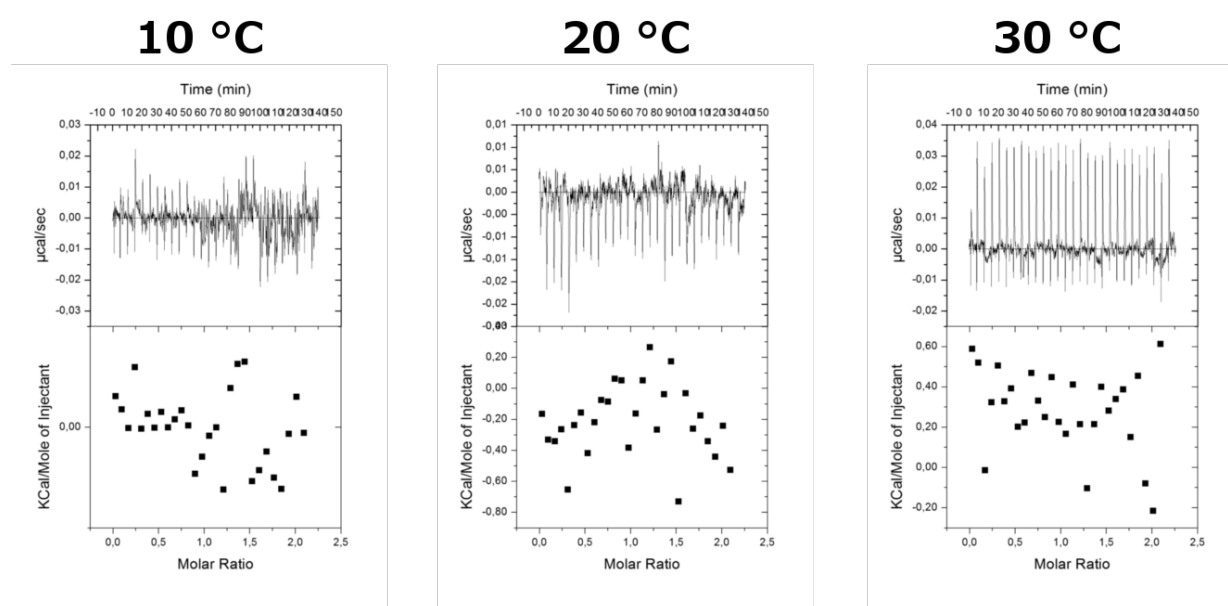 10 °C
20 °C
30 °C
Time (min)
-10 0 10 20 30 40 50 60 70 80 90 100 110 120 130 140 150
0,03
0,02
0,01
0,00
-0,01
-0,02
-0,03
µcal/sec
0,00
KCal/Mole of Injectant
0,0 0,5 1,0 1,5 2,0 2,5
Molar Ratio
Time (min)
-10 0 10 20 30 40 50 60 70 80 90 100 110 120 130 140 150
0,01
0,01
0,00
-0,00
-0,01
-0,01
-0,02
-0,02
µcal/sec
0,20
0,00
-0,20
-0,40
-0,60
-0,80
KCal/Mole of Injectant
0,0 0,5 1,0 1,5 2,0 2,5
Molar Ratio
Time (min)
-10 0 10 20 30 40 50 60 70 80 90 100 110 120 130 140 150
0,04
0,03
0,02
0,01
0,00
-0,01
-0,02
µcal/sec
0,60
0,40
0,20
0,00
-0,20
KCal/Mole of Injectant
0,0 0,5 1,0 1,5 2,0 2,5
Molar Ratio